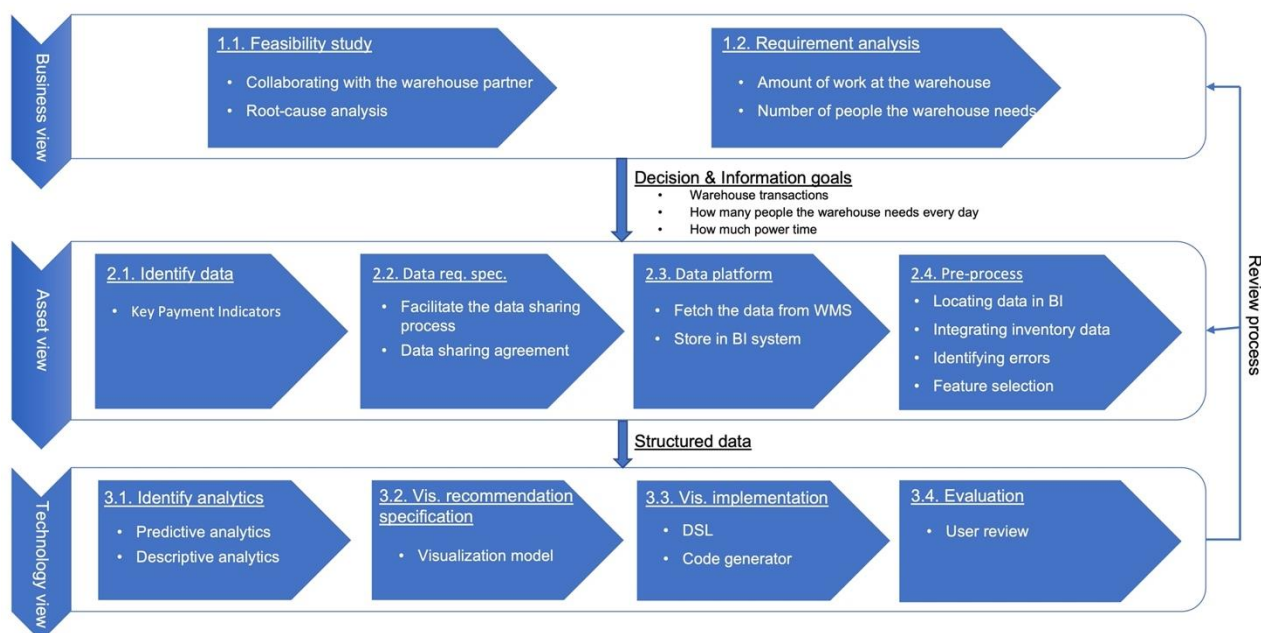 Business view
1.1. Feasibility study
• Collaborating with the warehouse partner
• Root-cause analysis
1.2. Requirement analysis
• Amount of work at the warehouse
• Number of people the warehouse needs
Decision & Information goals
• Warehouse transactions
• How many people the warehouse needs every day
• How much power time
Asset view
2.1. Identify data
• Key Payment Indicators
2.2. Data req. spec.
• Facilitate the data sharing
process
• Data sharing agreement
2.3. Data platform
• Fetch the data from WMS
• Store in BI system
2.4. Pre-process
• Locating data in BI
• Integrating inventory data
• Identifying errors
• Feature selection
Structured data
Technology view
3.1. Identify analytics
• Predictive analytics
• Descriptive analytics
3.2. Vis. recommendation
specification
• Visualization model
3.3. Vis. implementation
• DSL
• Code generator
3.4. Evaluation
• User review
Review process